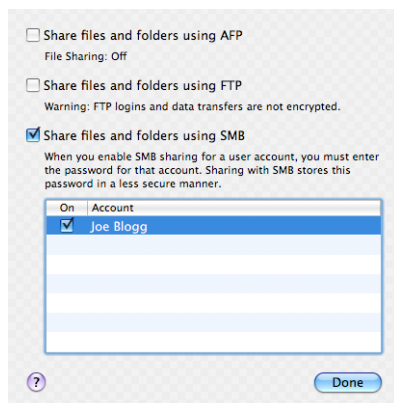 Share files and folders using AFP
File Sharing: Off
Share files and folders using FTP
Warning: FTP logins and data transfers are not encrypted.
Share files and folders using SMB
When you enable SMB sharing for a user account, you must enter
the password for that account. Sharing with SMB stores this
password in a less secure manner.
On Account
Joe Blogg
? Done